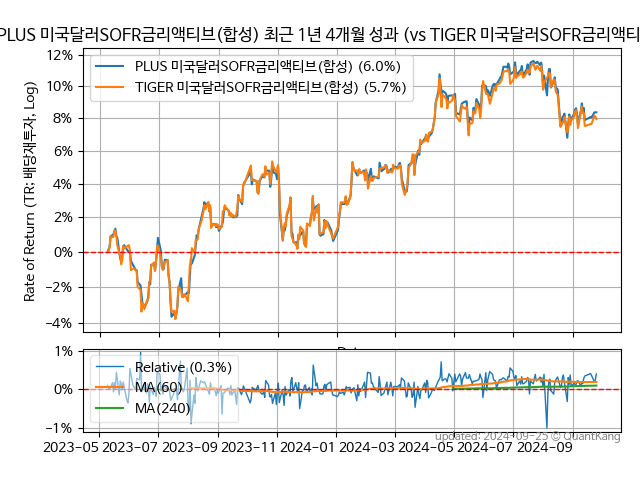 PLUS 미국달러SOFR금리액티브(합성) 최근 1년 4개월 성과 (vs TIGER 미국달러SOFR금리액티
12%
10%
8%
6%
4%
2%
0%
−2%
−4%
Rate of Return (TR: 배당재투자, Log)
PLUS 미국달러SOFR금리액티브(합성) (6.0%)
TIGER 미국달러SOFR금리액티브(합성) (5.7%)
1%
0%
−1%
Relative (0.3%)
MA(60)
MA(240)
2023-05 2023-07 2023-09 2023-11 2024-01 2024-03 2024-05 2024-07 2024-09
updated: 2024-09-25 © QuantKang